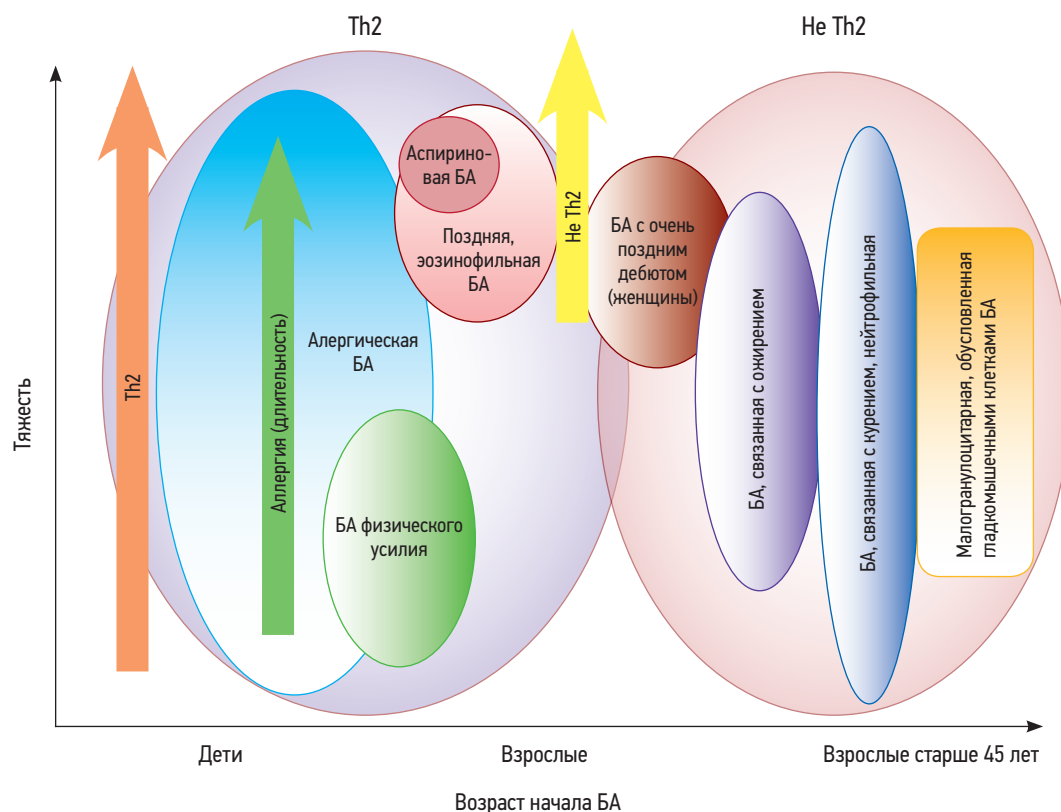 Th2
Не Th2
Тяжесть
Th2
Аллергия (длительность)
Алергическая
БА
Аспирино-
вая БА
Поздняя,
эозинофильная
БА
БА физического
усилия
Не Th2
БА с очень
поздним
дебютом
(женщины)
БА, связанная с ожирением
БА, связанная с курением, нейтрофильная
Малогранулоцитарная, обусловленная
гладкомышечными клетками БА
Дети
Взрослые
Взрослые старше 45 лет
Возраст начала БА